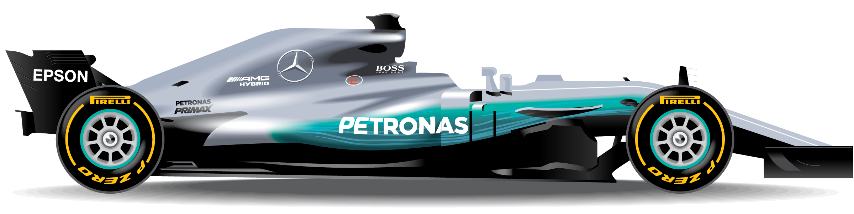 EPSON
AMG
HYBRID
BOSS
PETRONAS
PRIMAX
PETRONAS
PIRELLI
P ZERO
PIRELLI
P ZERO